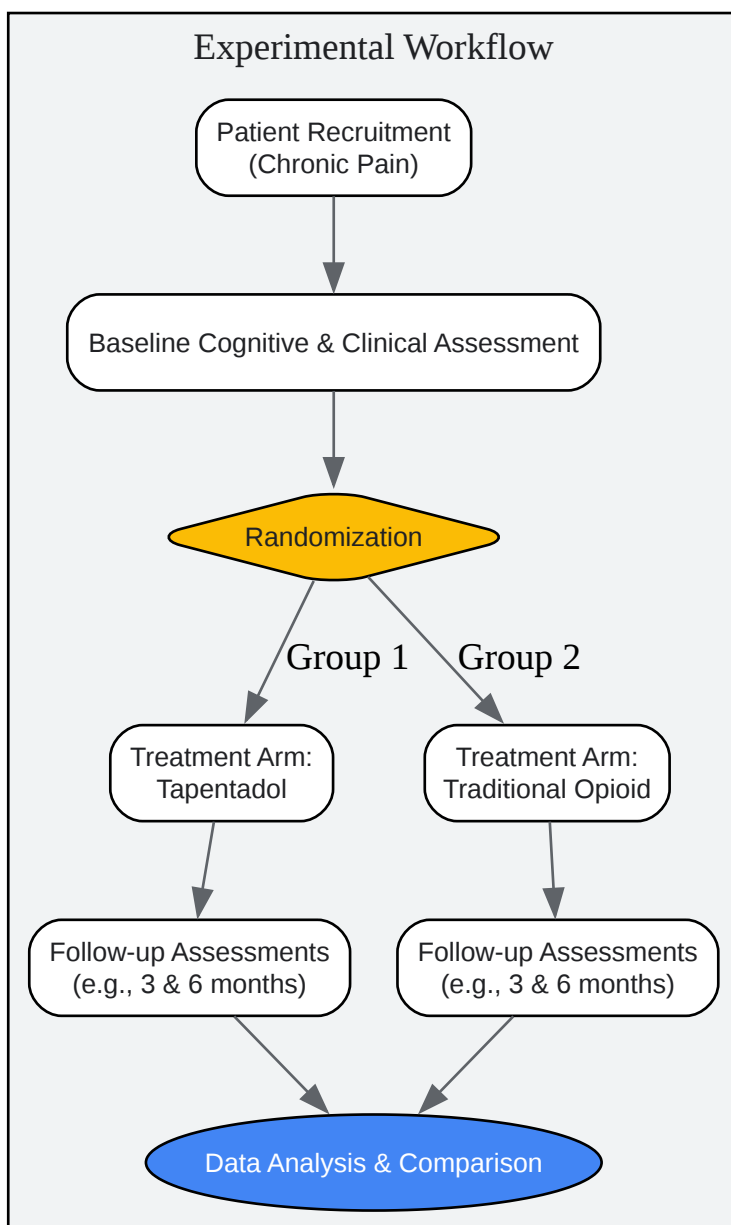 Experimental Workflow
Patient Recruitment
(Chronic Pain)
Baseline Cognitive & Clinical Assessment
Randomization
Group 1
Group 2
Treatment Arm:
Tapentadol
Treatment Arm:
Traditional Opioid
Follow-up Assessments
(e.g., 3 & 6 months)
Follow-up Assessments
(e.g., 3 & 6 months)
Data Analysis & Comparison